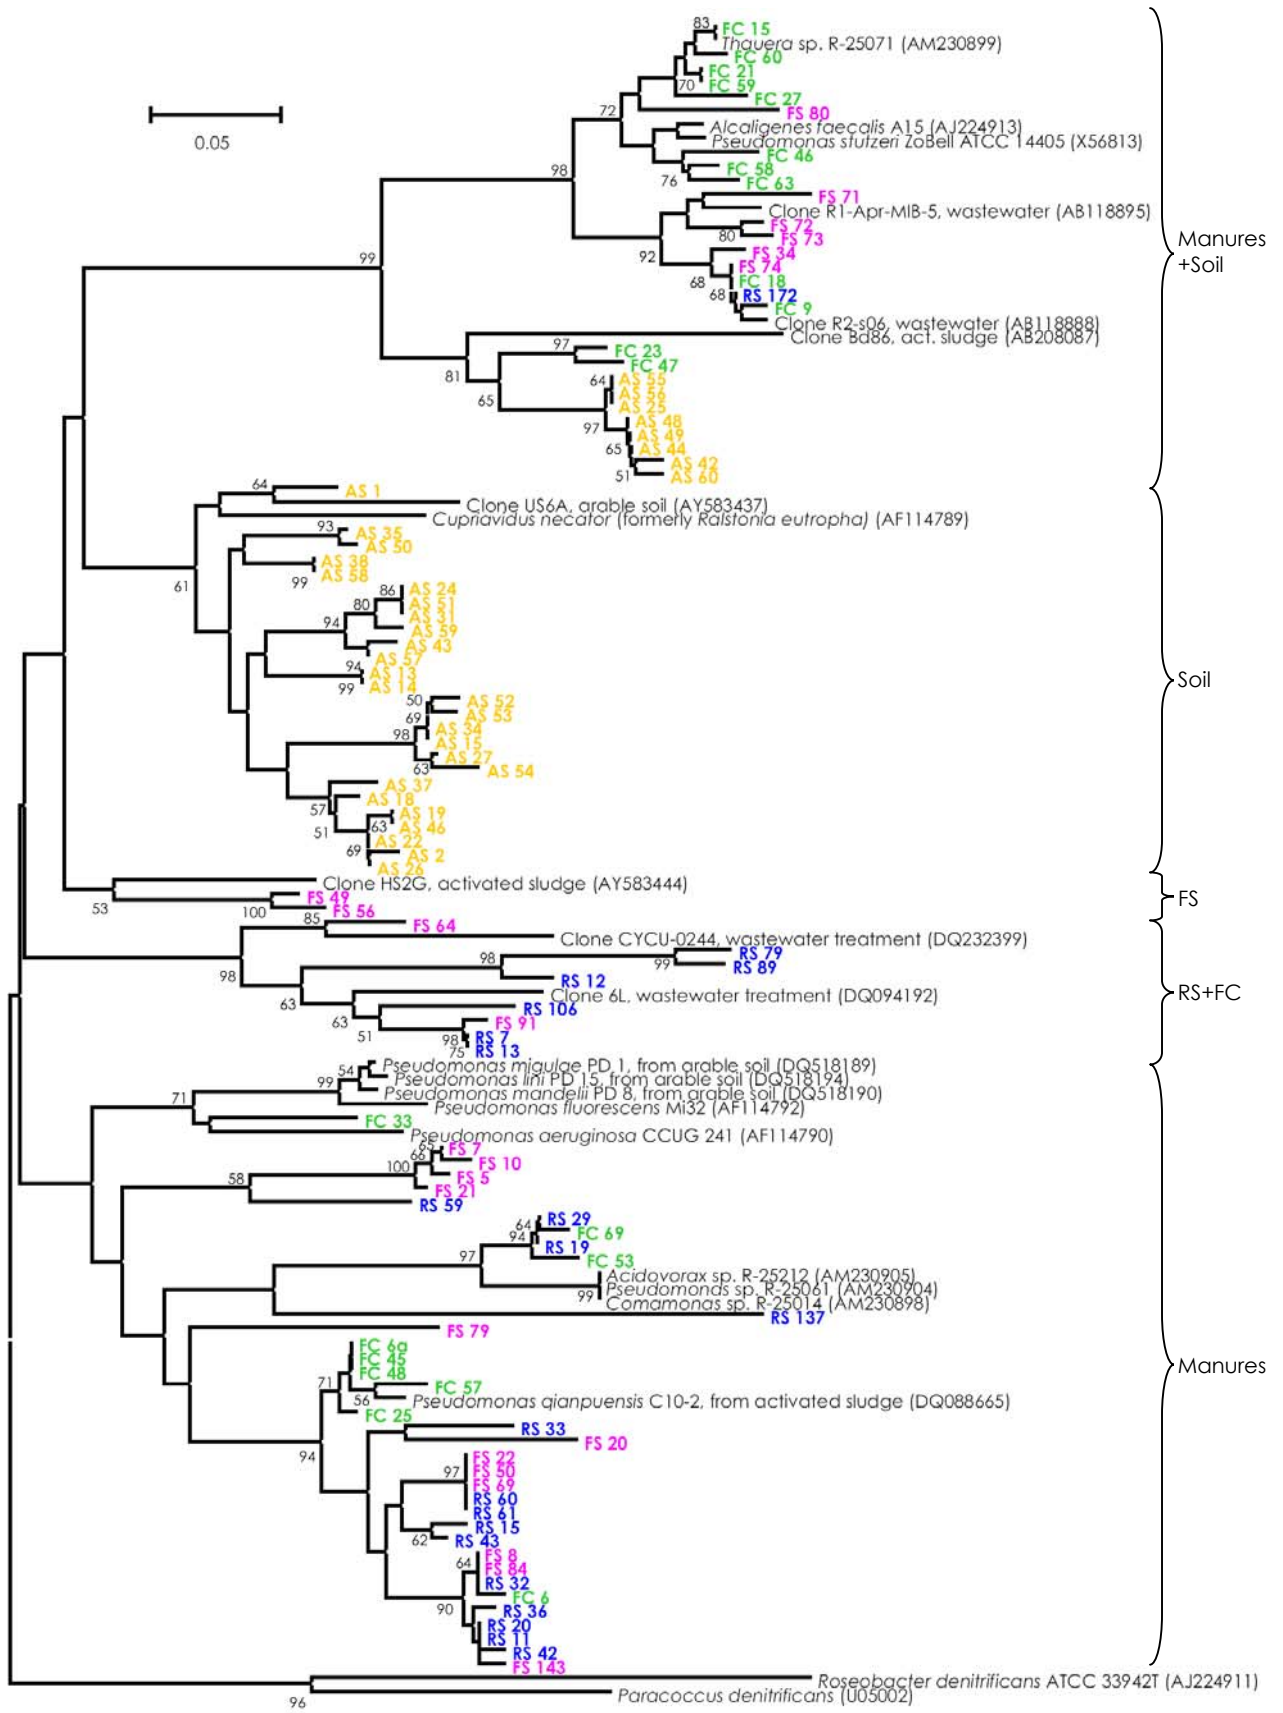 83
FC 15
Thauera sp. R-25071 (AM230899)
FC 60
FC 21
70
FC 59
FC 27
72
FS 80
0.05
Alcaligenes faecalis A15 (AJ224913)
Pseudomonas stutzeri ZoBell ATCC 14405 (X56813)
FC 46
98
FC 58
76
FC 63
FS 71
Clone R1-Apr-MIB-5, wastewater (AB118895)
FS 72
80
FS 73
Manures
+Soil
92
FS 34
99
FS 74
68
FC 18
68
RS 172
FC 9
Clone R2-s06, wastewater (AB118888)
Clone Bd86, act. sludge (AB208087)
97
FC 23
FC 47
81
64
AS 55
AS 56
65
AS 25
97
AS 48
AS 49
65
AS 44
AS 42
51
AS 60
64
AS 1
Clone US6A, arable soil (AY583437)
Cupriavidus necator (formerly Ralstonia eutropha) (AF114789)
93
AS 35
AS 50
AS 38
99
AS 58
61
86
AS 24
80
AS 51
AS 31
94
AS 59
AS 43
AS 57
94
AS 13
99
AS 14
Soil
50
AS 52
69
AS 53
98
AS 34
AS 15
AS 27
63
AS 54
AS 37
57
AS 18
AS 19
51
63
AS 46
AS 22
69
AS 2
AS 26
Clone HS2G, activated sludge (AY583444)
53
FS 49
100
FS 56
FS
85
FS 64
Clone CYCU-0244, wastewater treatment (DQ232399)
98
RS 79
99
RS 89
98
RS 12
63
Clone 6L, wastewater treatment (DQ094192)
RS+FC
63
RS 106
51
FS 91
98
RS 7
75
RS 13
54
Pseudomonas migulae PD 1, from arable soil (DQ518189)
99
Pseudomonas lini PD 15, from arable soil (DQ518194)
Pseudomonas mandelii PD 8, from arable soil (DQ518190)
71
Pseudomonas fluorescens Mi32 (AF114792)
FC 33
Pseudomonas aeruginosa CCUG 241 (AF114790)
65
FS 7
66
FS 10
100
FS 5
58
FS 21
RS 59
64
RS 29
94
FC 69
RS 19
97
FC 53
Acidovorax sp. R-25212 (AM230905)
Pseudomonds sp. R-25061 (AM230904)
99
Comamonas sp. R-25014 (AM230898)
RS 137
FS 79
FC 6a
FC 45
FC 48
Manures
71
FC 57
56
Pseudomonas qianpuensis C10-2, from activated sludge (DQ088665)
FC 25
RS 33
94
FS 20
FS 22
97
FS 50
FS 69
RS 60
RS 61
RS 15
62
RS 43
FS 8
64
FS 84
RS 32
FC 6
90
RS 36
RS 20
RS 11
RS 42
FS 143
Roseobacter denitrificans ATCC 33942T (AJ224911)
96
Paracoccus denitrificans (U05002)